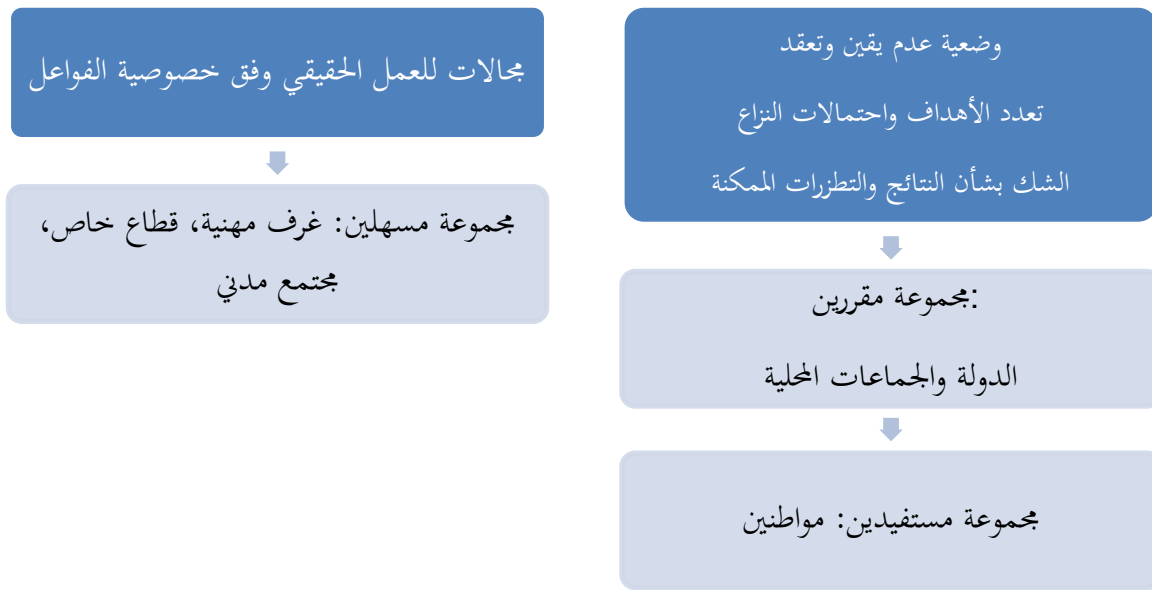 وضعية عدم يقين وتعقد
تعدد الأهداف واحتمالات النزاع
الشك بشأن النتائج والتطزرات الممكنة
مجموعة مقررين:
الدولة والجماعات المحلية
مجموعة مستفيدين: مواطنين
مجالات للعمل الحقيقي وفق خصوصية الفواعل
مجموعة مسهلين: غرف مهنية، قطاع خاص،
مجتمع مدني